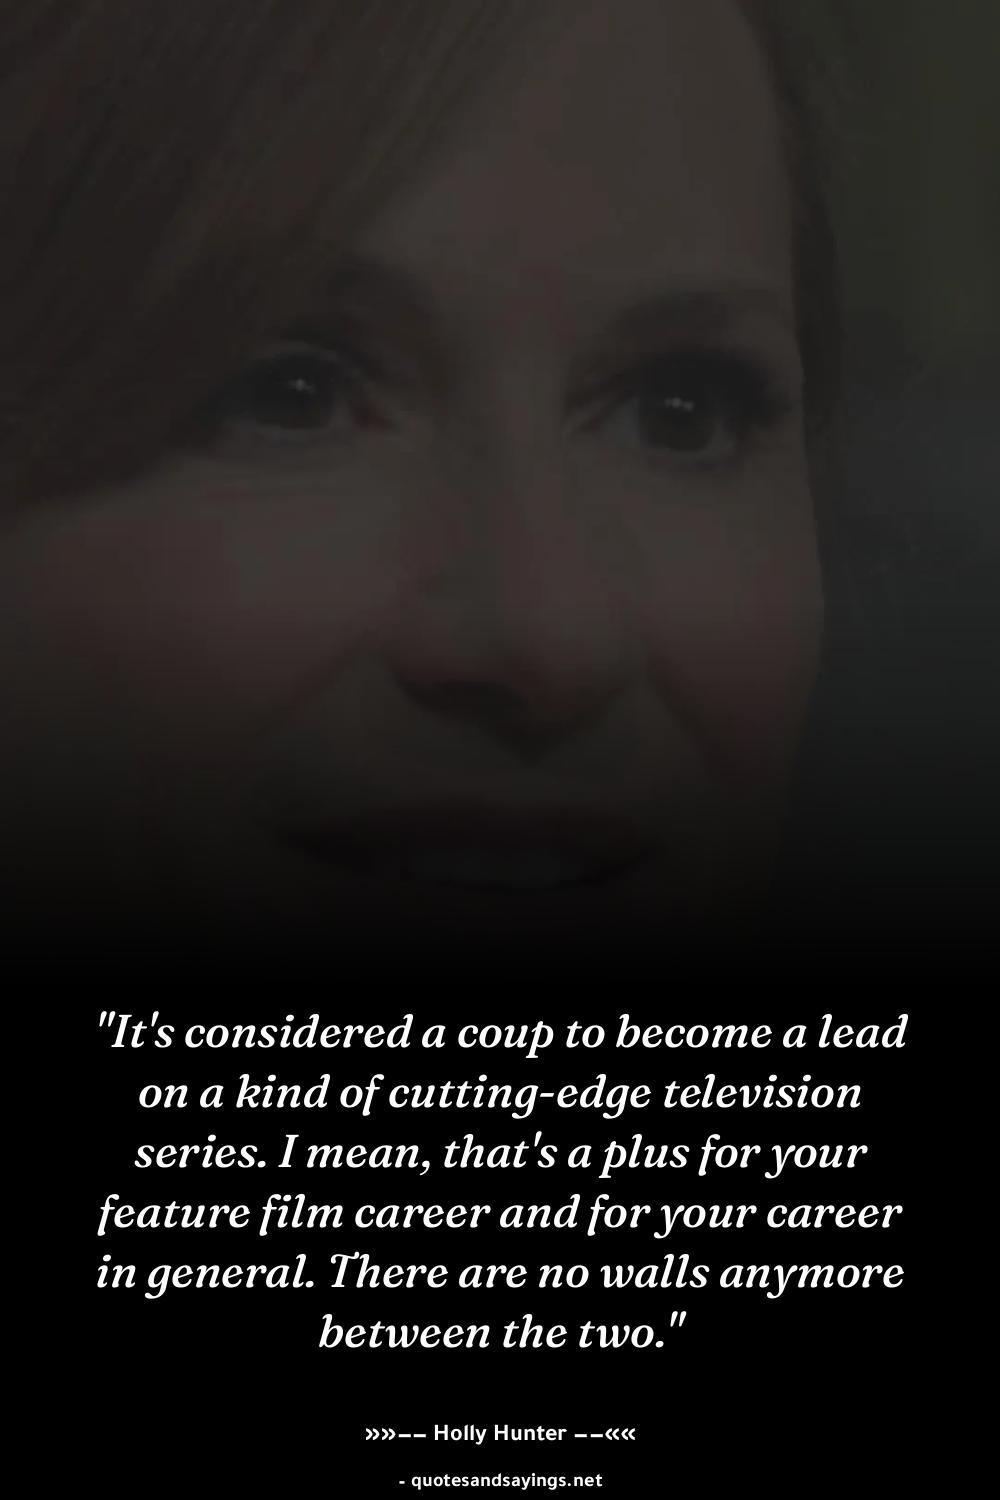 "It's considered a coup to become a lead
on a kind of cutting-edge television
series. I mean, that's a plus for your
feature film career and for your career
in general. There are no walls anymore
between the two."
»»–– Holly Hunter ––««
- quotesandsayings.net